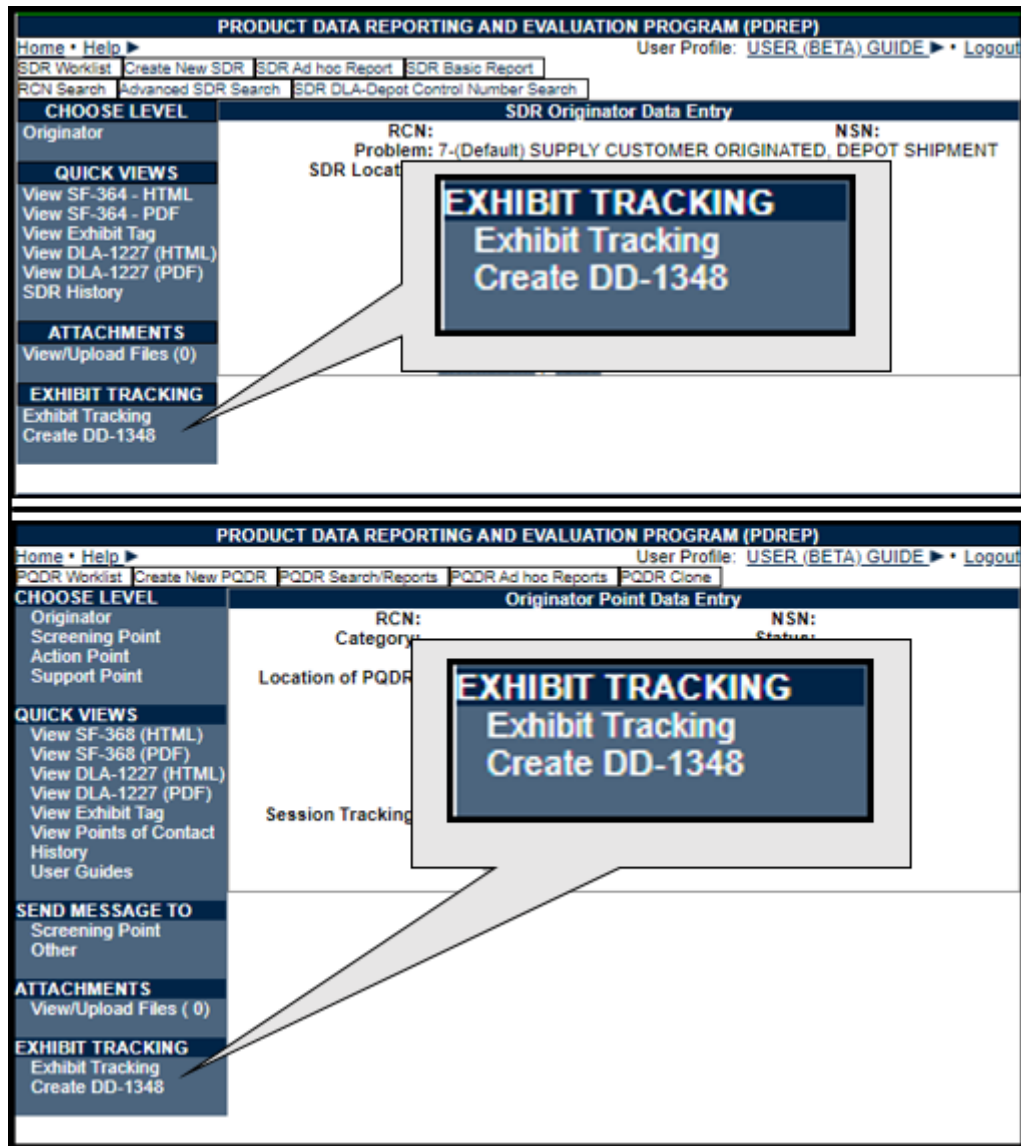 PRODUCT DATA REPORTING AND EVALUATION PROGRAM (PDREP)
Home • Help ▶ User Profile: USER (BETA) GUIDE ▶ • Logout
SDR Worklist Create New SDR SDR Ad hoc Report SDR Basic Report
RCN Search Advanced SDR Search SDR DLA-Depot Control Number Search
CHOOSE LEVEL
Originator
QUICK VIEWS
View SF-364 - HTML
View SF-364 - PDF
View Exhibit Tag
View DLA-1227 (HTML)
View DLA-1227 (PDF)
SDR History
ATTACHMENTS
View/Upload Files (0)
EXHIBIT TRACKING
Exhibit Tracking
Create DD-1348
SDR Originator Data Entry
RCN: NSN:
Problem: 7-(Default) SUPPLY CUSTOMER ORIGINATED, DEPOT SHIPMENT
SDR Locat
EXHIBIT TRACKING
Exhibit Tracking
Create DD-1348
PRODUCT DATA REPORTING AND EVALUATION PROGRAM (PDREP)
Home • Help ▶ User Profile: USER (BETA) GUIDE ▶ • Logout
PQDR Worklist Create New PQDR PQDR Search/Reports PQDR Ad hoc Reports PQDR Clone
CHOOSE LEVEL
Originator
Screening Point
Action Point
Support Point
QUICK VIEWS
View SF-368 (HTML)
View SF-368 (PDF)
View DLA-1227 (HTML)
View DLA-1227 (PDF)
View Exhibit Tag
View Points of Contact
History
User Guides
SEND MESSAGE TO
Screening Point
Other
ATTACHMENTS
View/Upload Files ( 0)
EXHIBIT TRACKING
Exhibit Tracking
Create DD-1348
Originator Point Data Entry
RCN: NSN:
Category: Status:
Location of PQDR
Session Tracking
EXHIBIT TRACKING
Exhibit Tracking
Create DD-1348